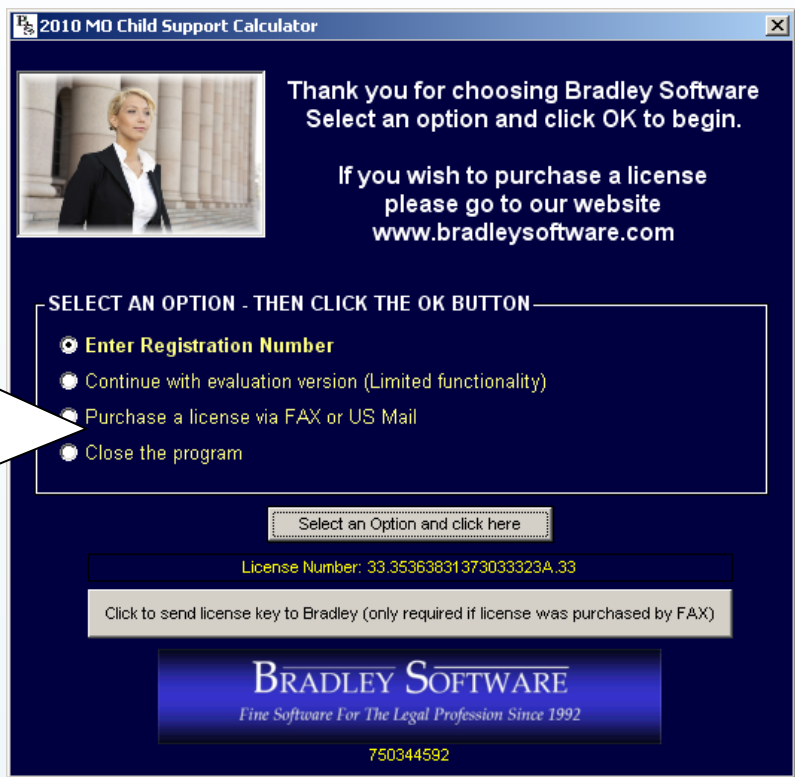 2010 MO Child Support Calculator
Thank you for choosing Bradley Software
Select an option and click OK to begin.
If you wish to purchase a license
please go to our website
www.bradleysoftware.com
SELECT AN OPTION - THEN CLICK THE OK BUTTON
Enter Registration Number
Continue with evaluation version (Limited functionality)
Purchase a license via FAX or US Mail
Close the program
Select an Option and click here
License Number: 33.35363831373033323A.33
Click to send license key to Bradley (only required if license was purchased by FAX)
BRADLEY SOFTWARE
Fine Software For The Legal Profession Since 1992
750344592